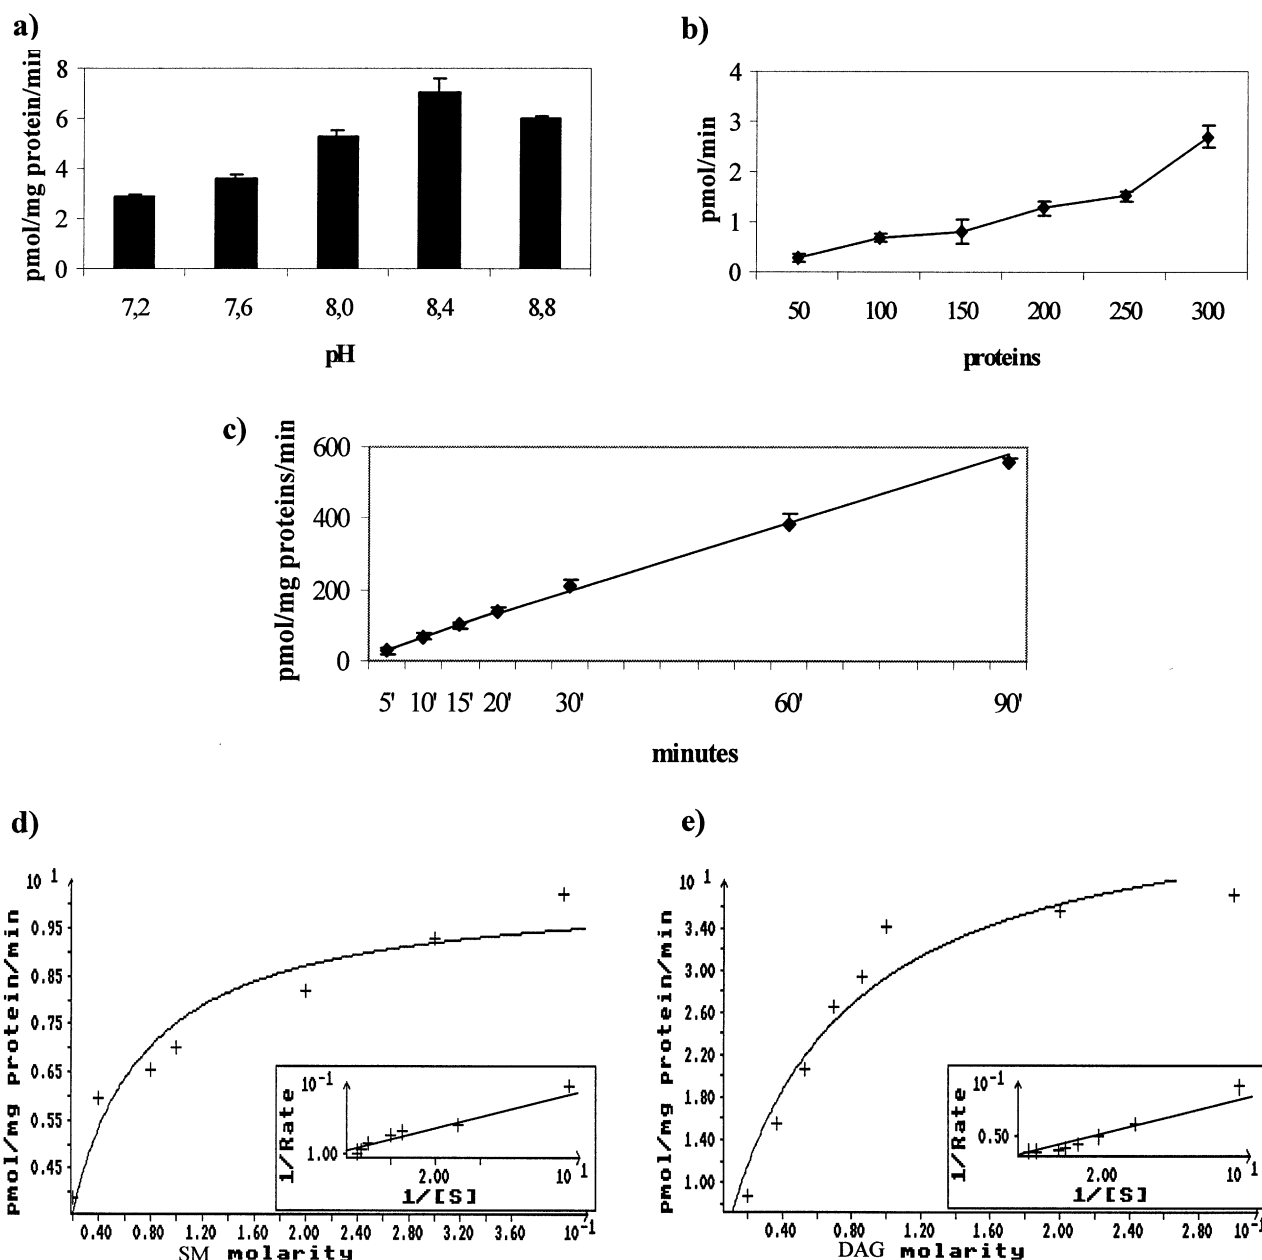 a)
pmol/mg protein/min
8
6
4
2
0
7,2 7,6 8,0 8,4 8,8
pH
b)
pmol/min
4
3
2
1
0
50 100 150 200 250 300
proteins
c)
pmol/mg proteins/min
600
400
200
0
5' 10' 15' 20' 30' 60' 90'
minutes
d)
pmol/mg protein/min
10 1
0.95
0.85
0.75
0.65
0.55
0.45
0.40 0.80 1.20 1.60 2.00 2.40 2.80 3.20 3.60 10-1
SM molarity
1/Rate
10-1
1.00
2.00 10 1
1/[S]
e)
pmol/mg protein/min
10 1
3.40
3.00
2.60
2.20
1.80
1.40
1.00
0.40 0.80 1.20 1.60 2.00 2.40 2.80 10-1
DAG molarity
1/Rate
10-1
0.50
2.00 10 1
1/[S]